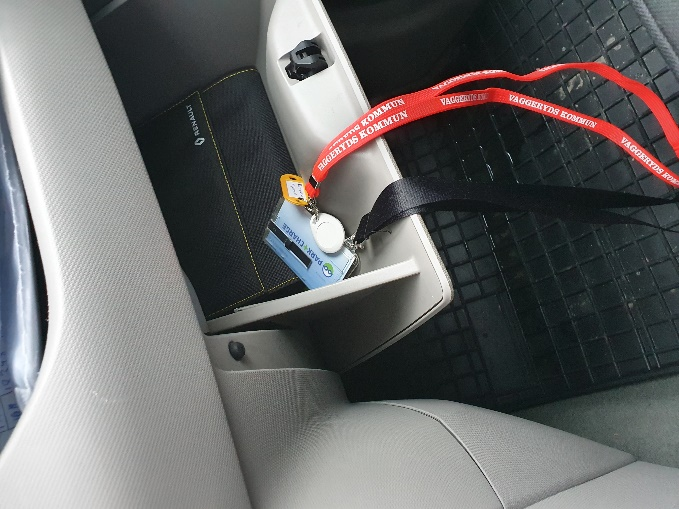 RENAULT
VAGGERYDS KOMMUN
VAGGERYDS KOMMUN
VAGGERYDS KOMMUN
PARK+CHARGE